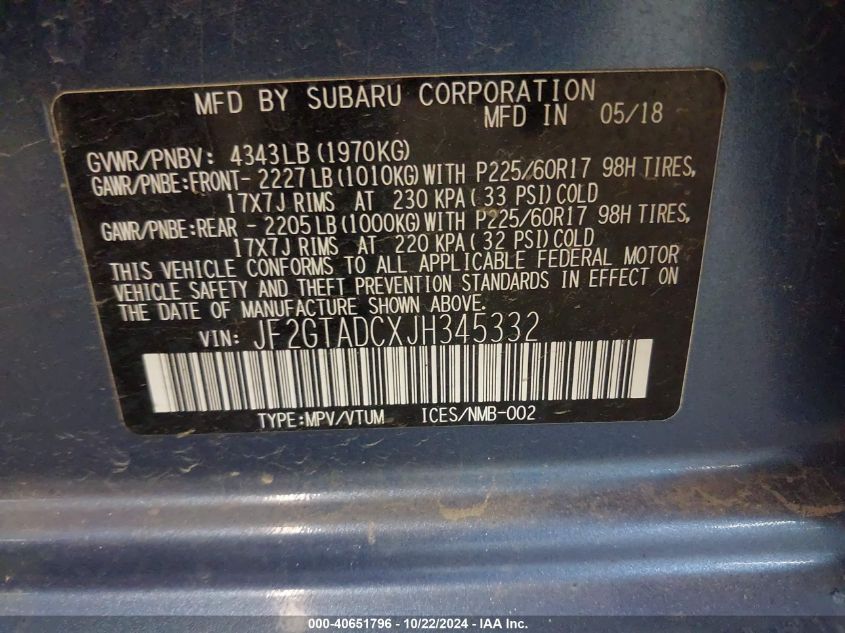 MFD BY SUBARU CORPORATION
MFD IN 05/18
GVWR/PNBV: 4343LB (1970KG)
GAWR/PNBE:FRONT- 2227LB(1010KG)WITH P225/60R17 98H TIRES,
17X7J RIMS AT 230 KPA( 33 PSI)COLD
GAWR/PNBE:REAR - 2205LB(1000KG)WITH P225/60R17 98H TIRES,
17X7J RIMS AT 220 KPA( 32 PSI)COLD
THIS VEHICLE CONFORMS TO ALL APPLICABLE FEDERAL MOTOR
VEHICLE SAFETY AND THEFT PREVENTION STANDARDS IN EFFECT ON
THE DATE OF MANUFACTURE SHOWN ABOVE.
VIN: JF2GTADCXJH345332
TYPE:MPV/VTUM ICES/NMB-002
000-40651796 - 10/22/2024 - IAAI.com